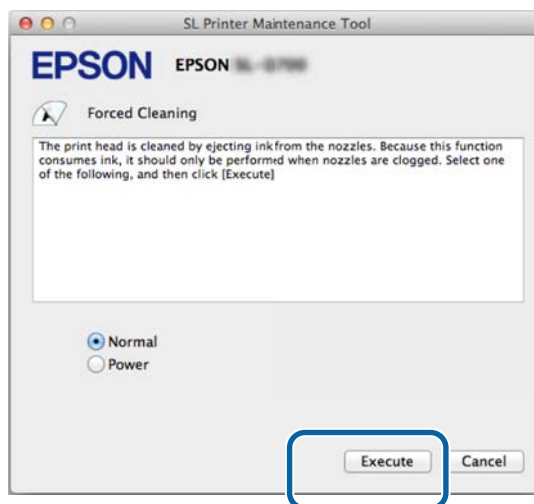 SL Printer Maintenance Tool
EPSON EPSON
Forced Cleaning
The print head is cleaned by ejecting ink from the nozzles. Because this function
consumes ink, it should only be performed when nozzles are clogged. Select one
of the following, and then click [Execute]
Normal
Power
Execute Cancel